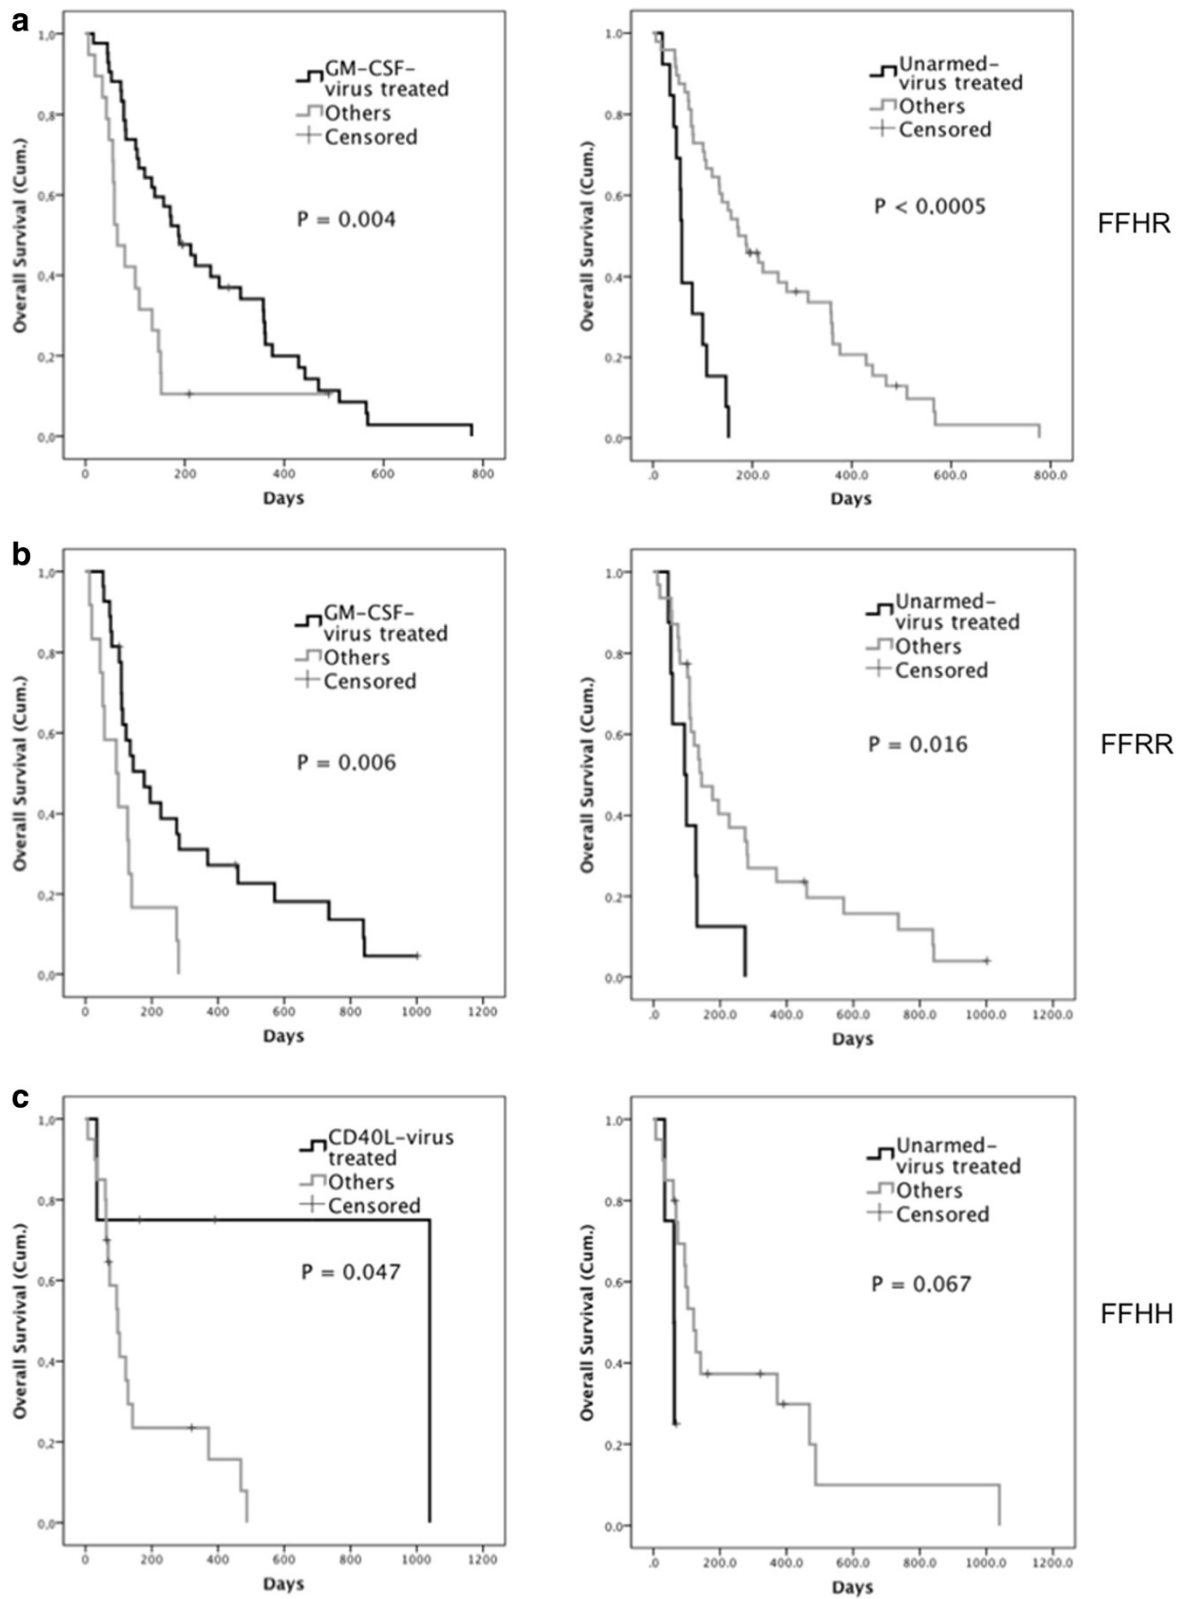 a
1,0
0,8
0,6
0,4
0,2
0,0
Overall Survival (Cum.)
GM-CSF-
virus treated
Others
Censored
P = 0,004
0 200 400 600 800
Days
1.0
0.8
0.6
0.4
0.2
0.0
Overall Survival (Cum.)
Unarmed-
virus treated
Others
Censored
P < 0,0005
.0 200.0 400.0 600.0 800.0
Days
FFHR
b
1,0
0,8
0,6
0,4
0,2
0,0
Overall Survival (Cum.)
GM-CSF-
virus treated
Others
Censored
P = 0,006
0 200 400 600 800 1000 1200
Days
1.0
0.8
0.6
0.4
0.2
0.0
Overall Survival (Cum.)
Unarmed-
virus treated
Others
Censored
P = 0,016
.0 200.0 400.0 600.0 800.0 1000.0 1200.0
Days
FFRR
c
1,0
0,8
0,6
0,4
0,2
0,0
Overall Survival (Cum.)
CD40L-virus
treated
Others
Censored
P = 0,047
0 200 400 600 800 1000 1200
Days
1.0
0.8
0.6
0.4
0.2
0.0
Overall Survival (Cum.)
Unarmed-
virus treated
Others
Censored
P = 0,067
.0 200.0 400.0 600.0 800.0 1000.0 1200.0
Days
FFHH